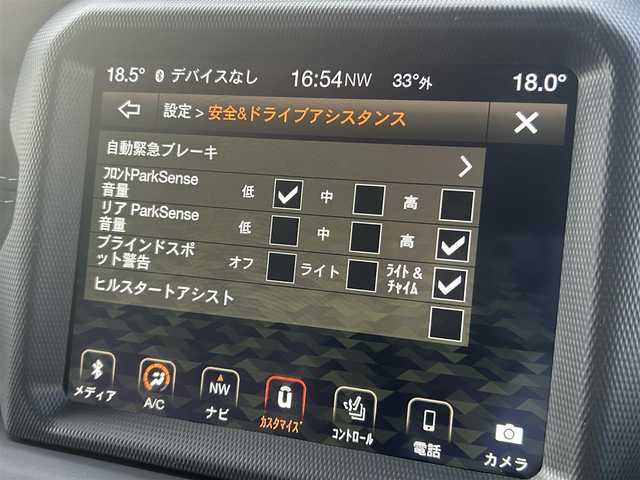 18.5° デバイスなし 16:54 NW 33°外 18.0°
設定 > 安全&ドライブアシスタンス
自動緊急ブレーキ
フロントParkSense
音量 低 中 高
リア ParkSense
音量 低 中 高
ブラインドスポ
ット警告 オフ ライト ライト &
チャイム
ヒルスタートアシスト
NW
メディア A/C ナビ カスタマイズ コントロール 電話 カメラ